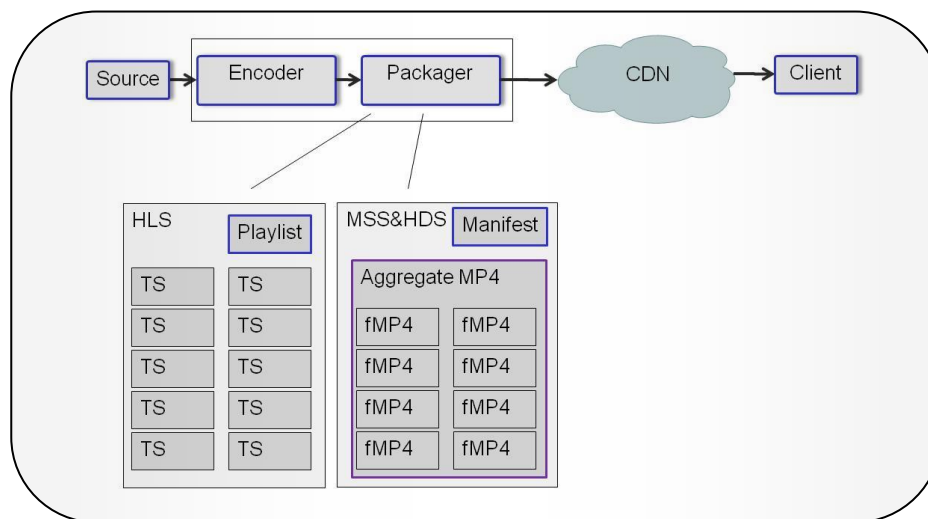 Source
Encoder
Packager
CDN
Client
HLS
Playlist
TS TS
TS TS
TS TS
TS TS
TS TS
MSS&HDS
Manifest
Aggregate MP4
fMP4 fMP4
fMP4 fMP4
fMP4 fMP4
fMP4 fMP4